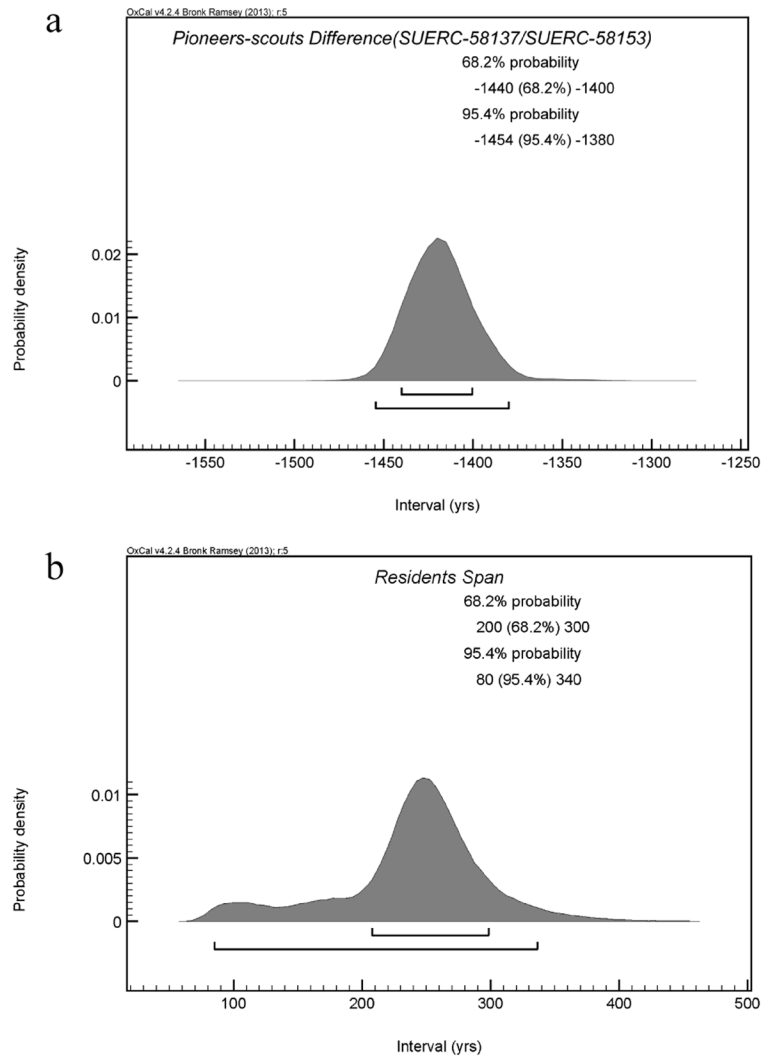 a
OxCal v4.2.4 Bronk Ramsey (2013); r:5
Pioneers-scouts Difference(SUERC-58137/SUERC-58153)
68.2% probability
-1440 (68.2%) -1400
95.4% probability
-1454 (95.4%) -1380
Probability density
0.02
0.01
0
-1550 -1500 -1450 -1400 -1350 -1300 -1250
Interval (yrs)
b
OxCal v4.2.4 Bronk Ramsey (2013); r:5
Residents Span
68.2% probability
200 (68.2%) 300
95.4% probability
80 (95.4%) 340
Probability density
0.01
0.005
0
100 200 300 400 500
Interval (yrs)